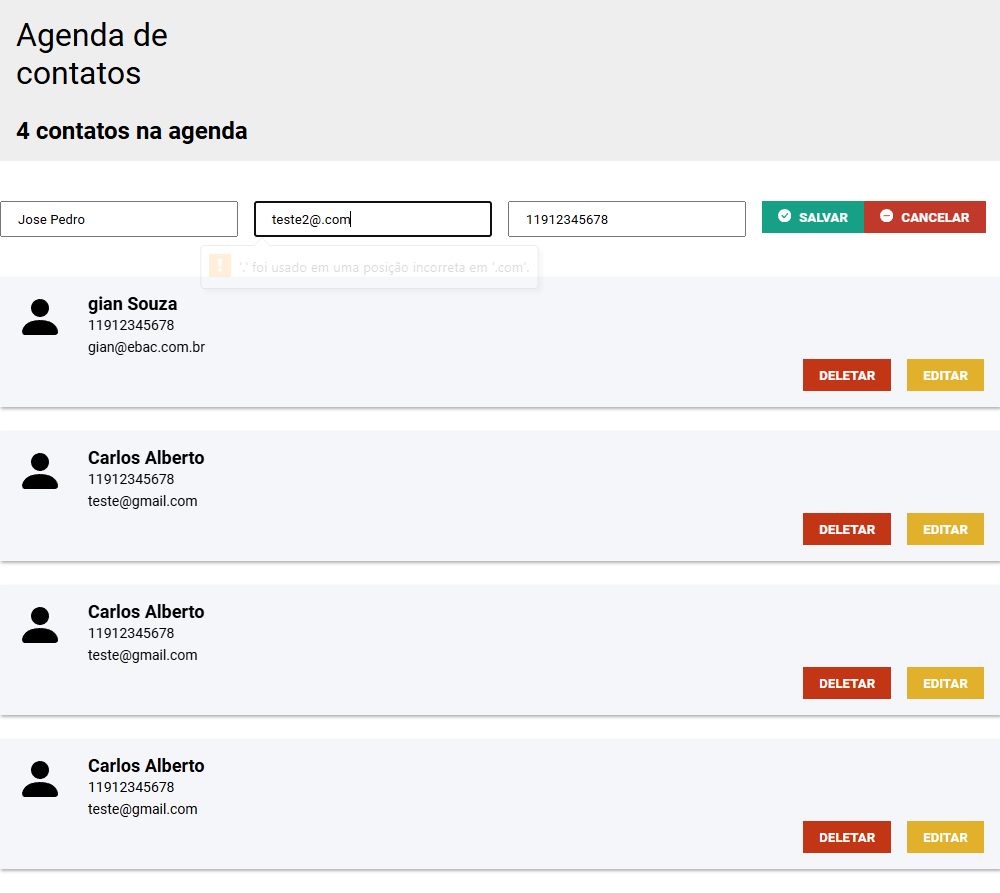 Agenda de
contatos
4 contatos na agenda
Jose Pedro
teste2@.com
11912345678
SALVAR
CANCELAR
'.' foi usado em uma posição incorreta em '.com'.
gian Souza
11912345678
gian@ebac.com.br
DELETAR
EDITAR
Carlos Alberto
11912345678
teste@gmail.com
DELETAR
EDITAR
Carlos Alberto
11912345678
teste@gmail.com
DELETAR
EDITAR
Carlos Alberto
11912345678
teste@gmail.com
DELETAR
EDITAR